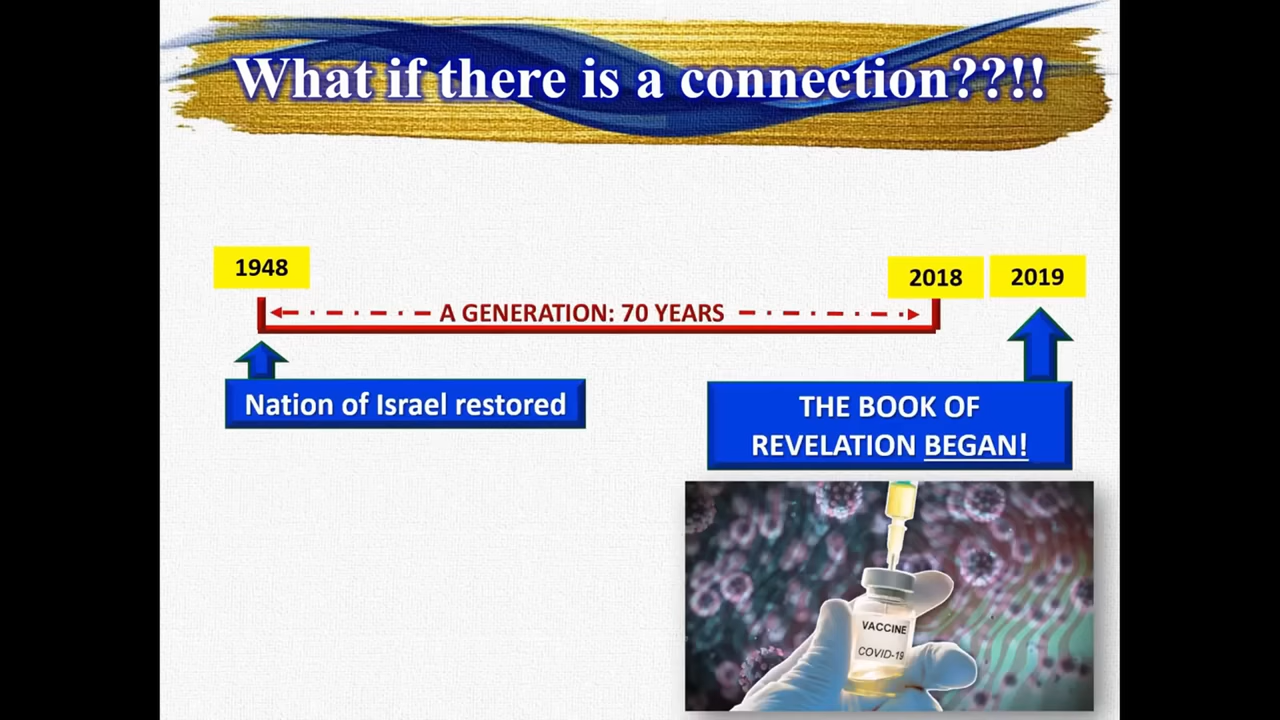 What if there is a connection??!!
1948
2018
2019
A GENERATION: 70 YEARS
Nation of Israel restored
THE BOOK OF
REVELATION BEGAN!
VACCINE
COVID-19